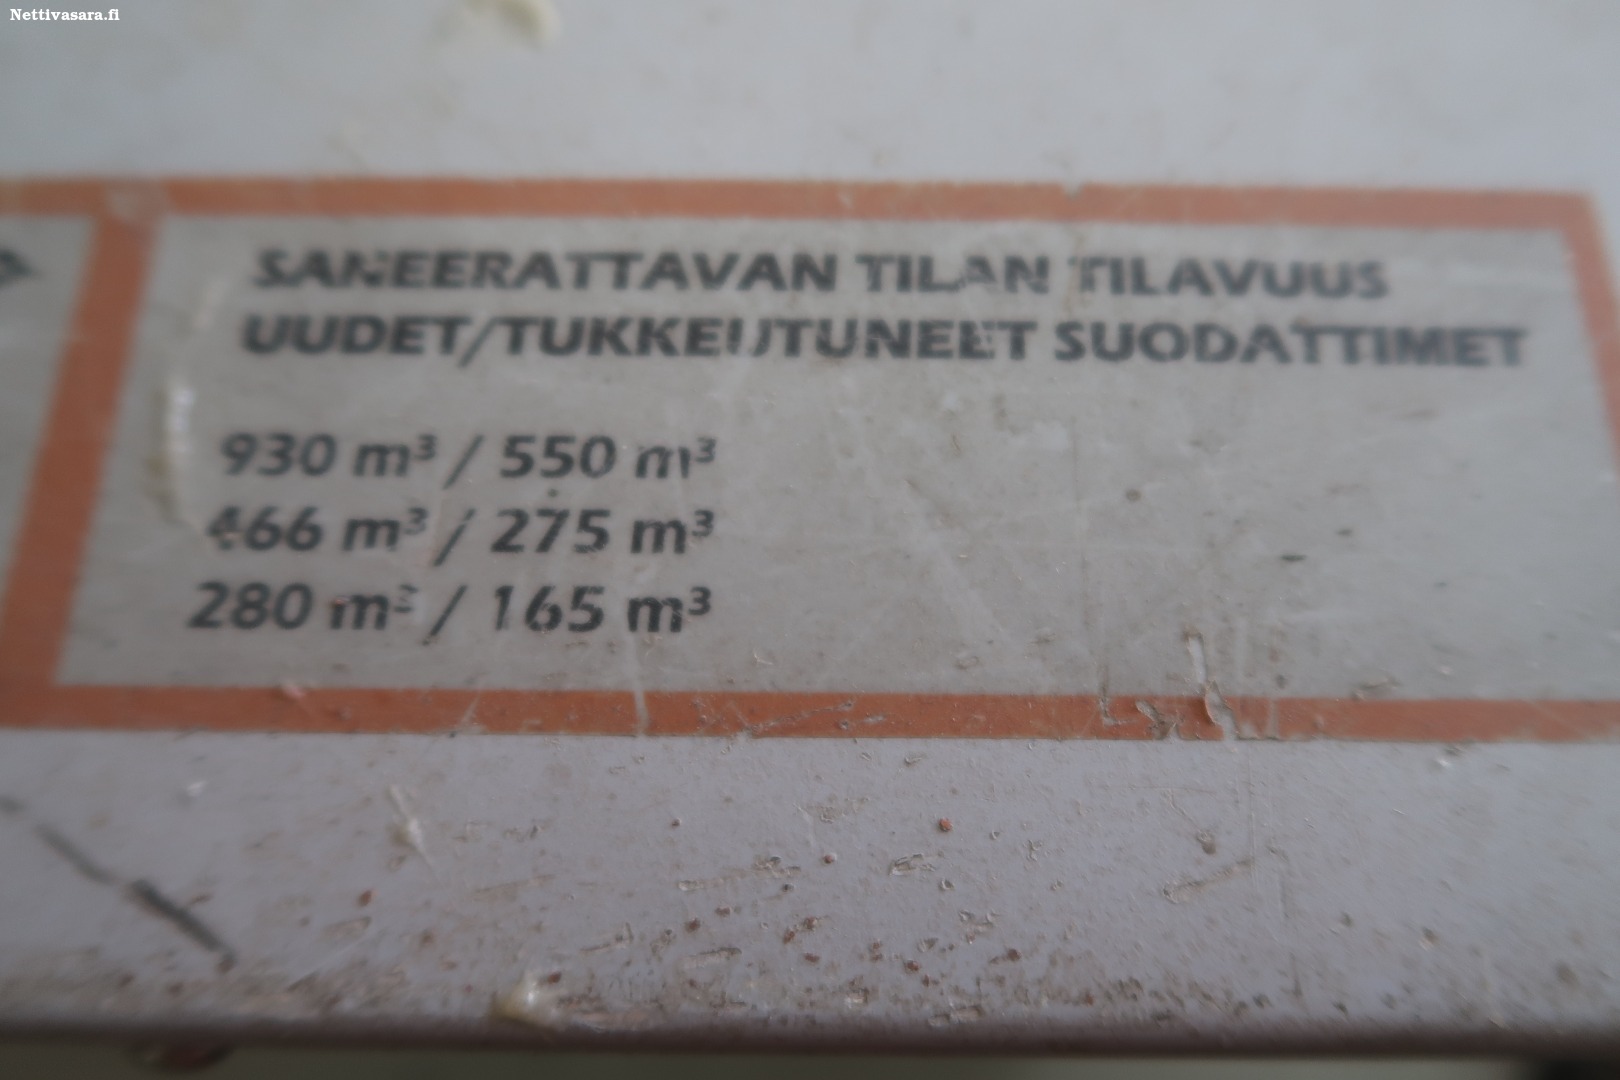 Nettivasara.fi
SANEERATTAVAN TILAN TILAVUUS
UUDET/TUKKEUTUNEET SUODATTIMET
930 m³ / 550 m³
466 m³ / 275 m³
280 m³ / 165 m³